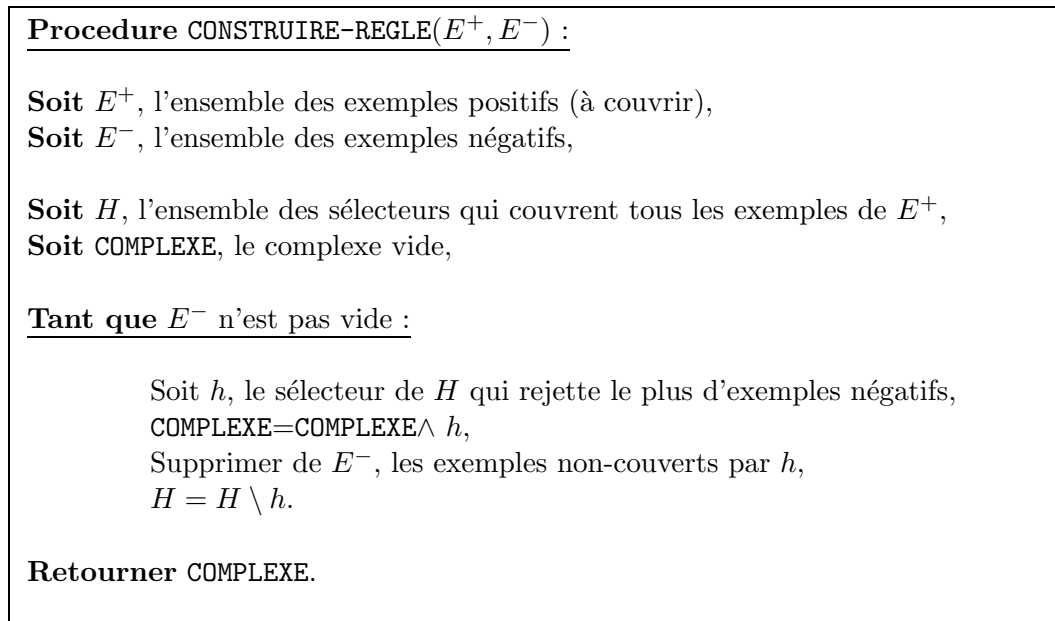 Procedure CONSTRUIRE-REGLE(E⁺, E⁻) :
Soit E⁺, l'ensemble des exemples positifs (à couvrir),
Soit E⁻, l'ensemble des exemples négatifs,
Soit H, l'ensemble des sélecteurs qui couvrent tous les exemples de E⁺,
Soit COMPLEXE, le complexe vide,
Tant que E⁻ n'est pas vide :
Soit h, le sélecteur de H qui rejette le plus d'exemples négatifs,
COMPLEXE=COMPLEXE∧ h,
Supprimer de E⁻, les exemples non-couverts par h,
H = H \ h.
Retourner COMPLEXE.